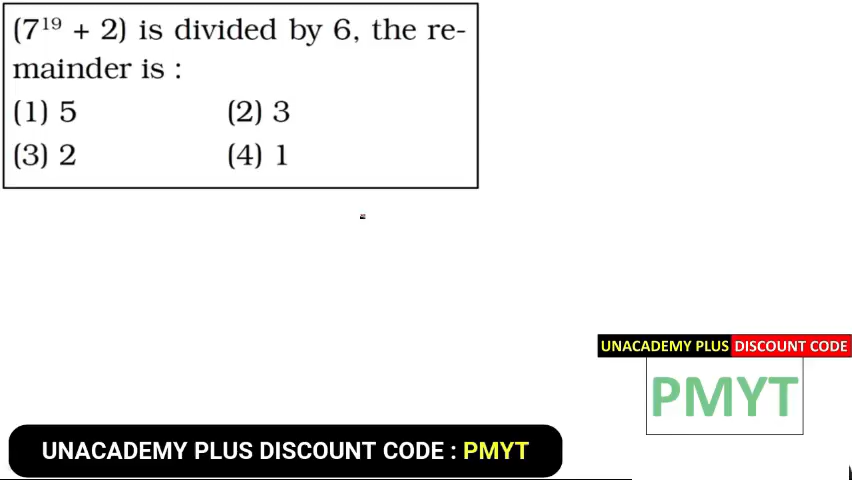 (7¹⁹ + 2) is divided by 6, the re-
mainder is :
(1) 5 (2) 3
(3) 2 (4) 1
UNACADEMY PLUS DISCOUNT CODE
PMYT
UNACADEMY PLUS DISCOUNT CODE : PMYT